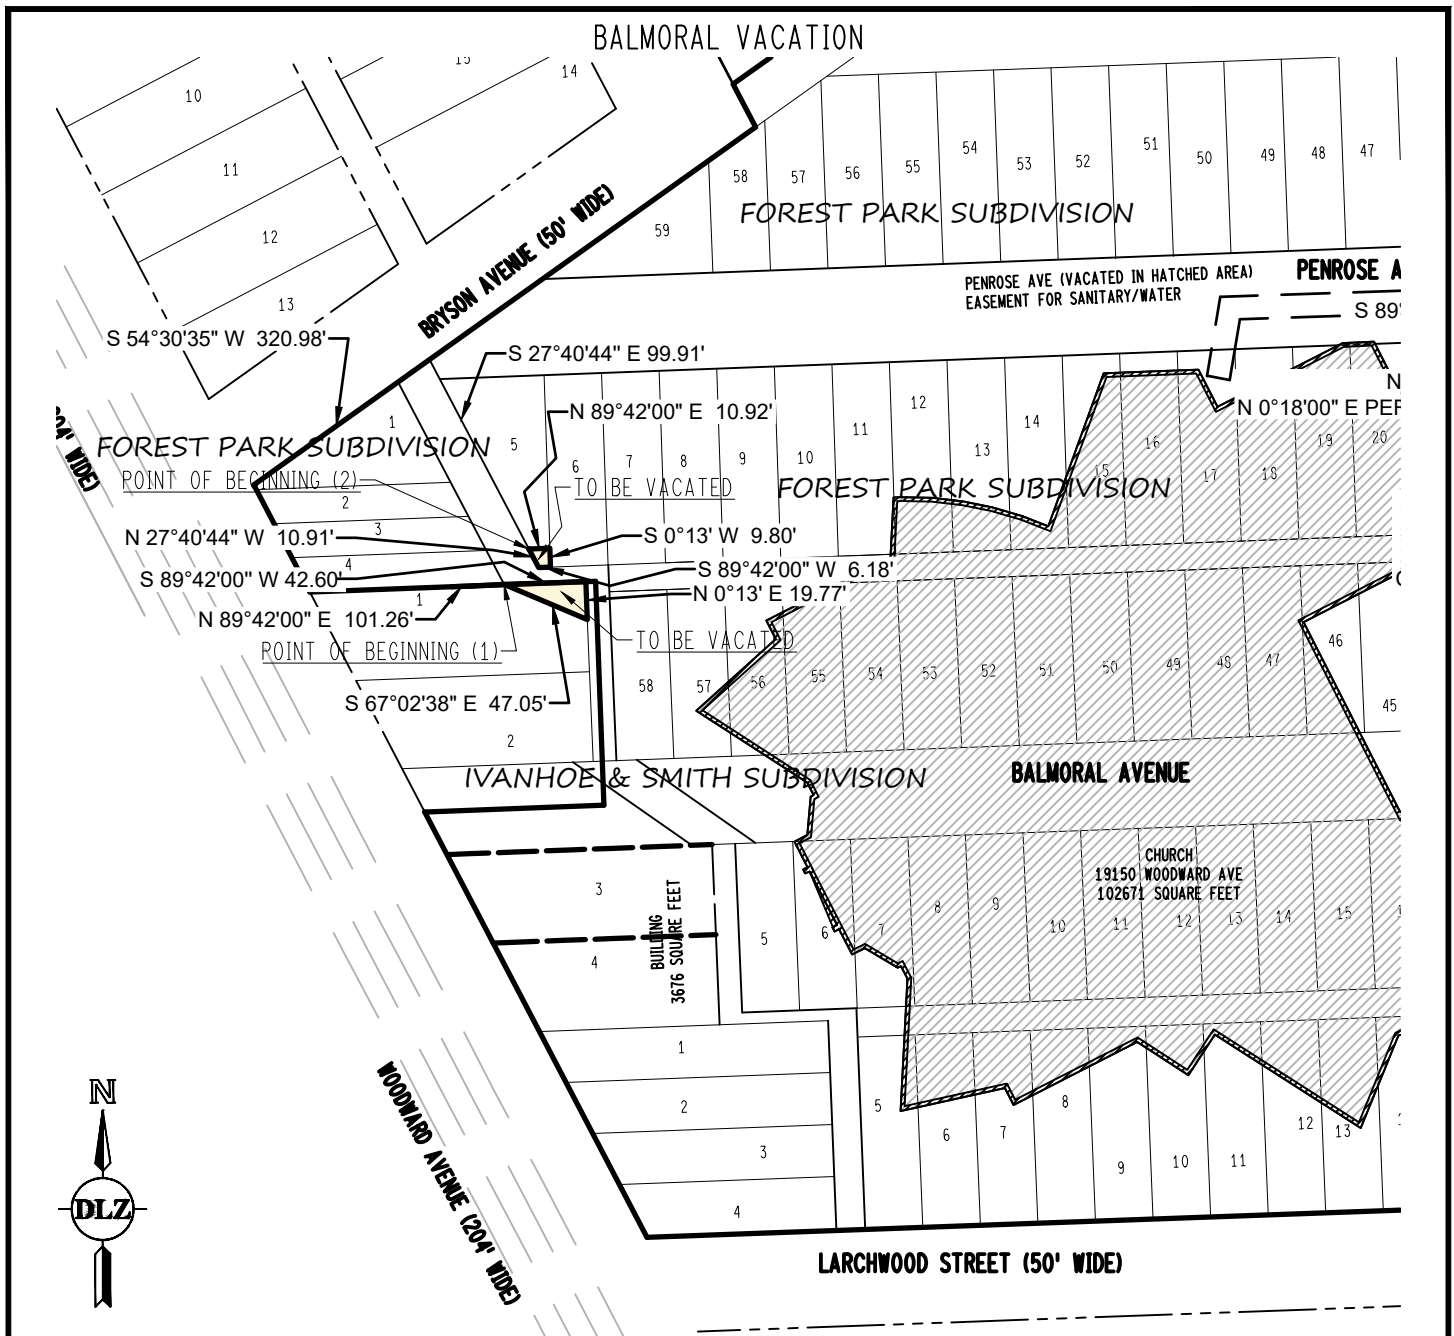 BALMORAL VACATION
10
11
12
13
15
14
58
57
56
55
54
53
52
51
50
49
48
47
59
FOREST PARK SUBDIVISION
BRYSON AVENUE (50' WIDE)
PENROSE AVE (VACATED IN HATCHED AREA)
EASEMENT FOR SANITARY/WATER
PENROSE A
S 89°
S 54°30'35" W 320.98'
S 27°40'44" E 99.91'
N
N 0°18'00" E PER
N 89°42'00" E 10.92'
204' WIDE)
1
FOREST PARK SUBDIVISION
POINT OF BEGINNING (2)
2
3
4
5
6
7
8
9
10
11
12
13
14
15
16
17
18
19
20
TO BE VACATED
FOREST PARK SUBDIVISION
N 27°40'44" W 10.91'
S 0°13' W 9.80'
S 89°42'00" W 42.60'
S 89°42'00" W 6.18'
N 0°13' E 19.77'
N 89°42'00" E 101.26'
1
POINT OF BEGINNING (1)
TO BE VACATED
S 67°02'38" E 47.05'
2
58
57
56
55
54
53
52
51
50
49
48
47
46
45
IVANHOE & SMITH SUBDIVISION
BALMORAL AVENUE
CHURCH
19150 WOODWARD AVE
102671 SQUARE FEET
3
4
BUILDING
3676 SQUARE FEET
5
6
7
8
9
10
11
12
13
14
15
1
2
3
4
5
6
7
8
9
10
11
12
13
WOODWARD AVENUE (204' WIDE)
N
DLZ
LARCHWOOD STREET (50' WIDE)